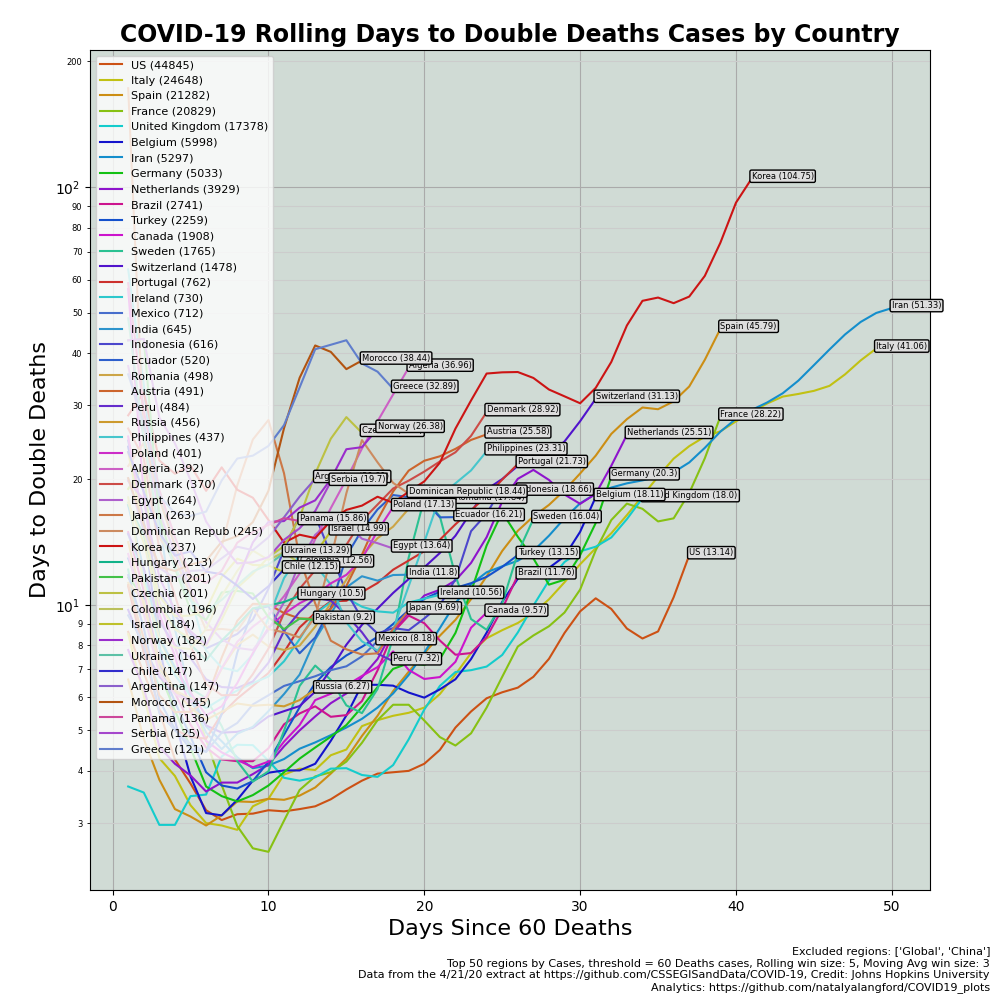 COVID-19 Rolling Days to Double Deaths Cases by Country
Days to Double Deaths
200
10²
90
80
70
60
50
40
30
20
10¹
9
8
7
6
5
4
3
US (44845)
Italy (24648)
Spain (21282)
France (20829)
United Kingdom (17378)
Belgium (5998)
Iran (5297)
Germany (5033)
Netherlands (3929)
Brazil (2741)
Turkey (2259)
Canada (1908)
Sweden (1765)
Switzerland (1478)
Portugal (762)
Ireland (730)
Mexico (712)
India (645)
Indonesia (616)
Ecuador (520)
Romania (498)
Austria (491)
Peru (484)
Russia (456)
Philippines (437)
Poland (401)
Algeria (392)
Denmark (370)
Egypt (264)
Japan (263)
Dominican Repub (245)
Korea (237)
Hungary (213)
Pakistan (201)
Czechia (201)
Colombia (196)
Israel (184)
Norway (182)
Ukraine (161)
Chile (147)
Argentina (147)
Morocco (145)
Panama (136)
Serbia (125)
Greece (121)
Korea (104.75)
Iran (51.33)
Spain (45.79)
Italy (41.06)
Morocco (38.44)
Algeria (36.96)
Greece (32.89)
Switzerland (31.13)
Denmark (28.92)
France (28.22)
Norway (26.38)
Austria (25.58)
Netherlands (25.51)
Philippines (23.31)
Portugal (21.73)
Germany (20.3)
Serbia (19.7)
Dominican Republic (18.44)
(18.66)
Belgium (18.11)
Kingdom (18.0)
Poland (17.13)
Ecuador (16.21)
Sweden (16.04)
Panama (15.86)
Israel (14.99)
Egypt (13.64)
Ukraine (13.29)
Turkey (13.15)
US (13.14)
(12.56)
Chile (12.15)
India (11.8)
Brazil (11.76)
Hungary (10.5)
Ireland (10.56)
Japan (9.69)
Canada (9.57)
Pakistan (9.2)
Mexico (8.18)
Peru (7.32)
Russia (6.27)
0 10 20 30 40 50
Days Since 60 Deaths
Excluded regions: ['Global', 'China']
Top 50 regions by Cases, threshold = 60 Deaths cases, Rolling win size: 5, Moving Avg win size: 3
Data from the 4/21/20 extract at https://github.com/CSSEGISandData/COVID-19, Credit: Johns Hopkins University
Analytics: https://github.com/natalyalangford/COVID19_plots